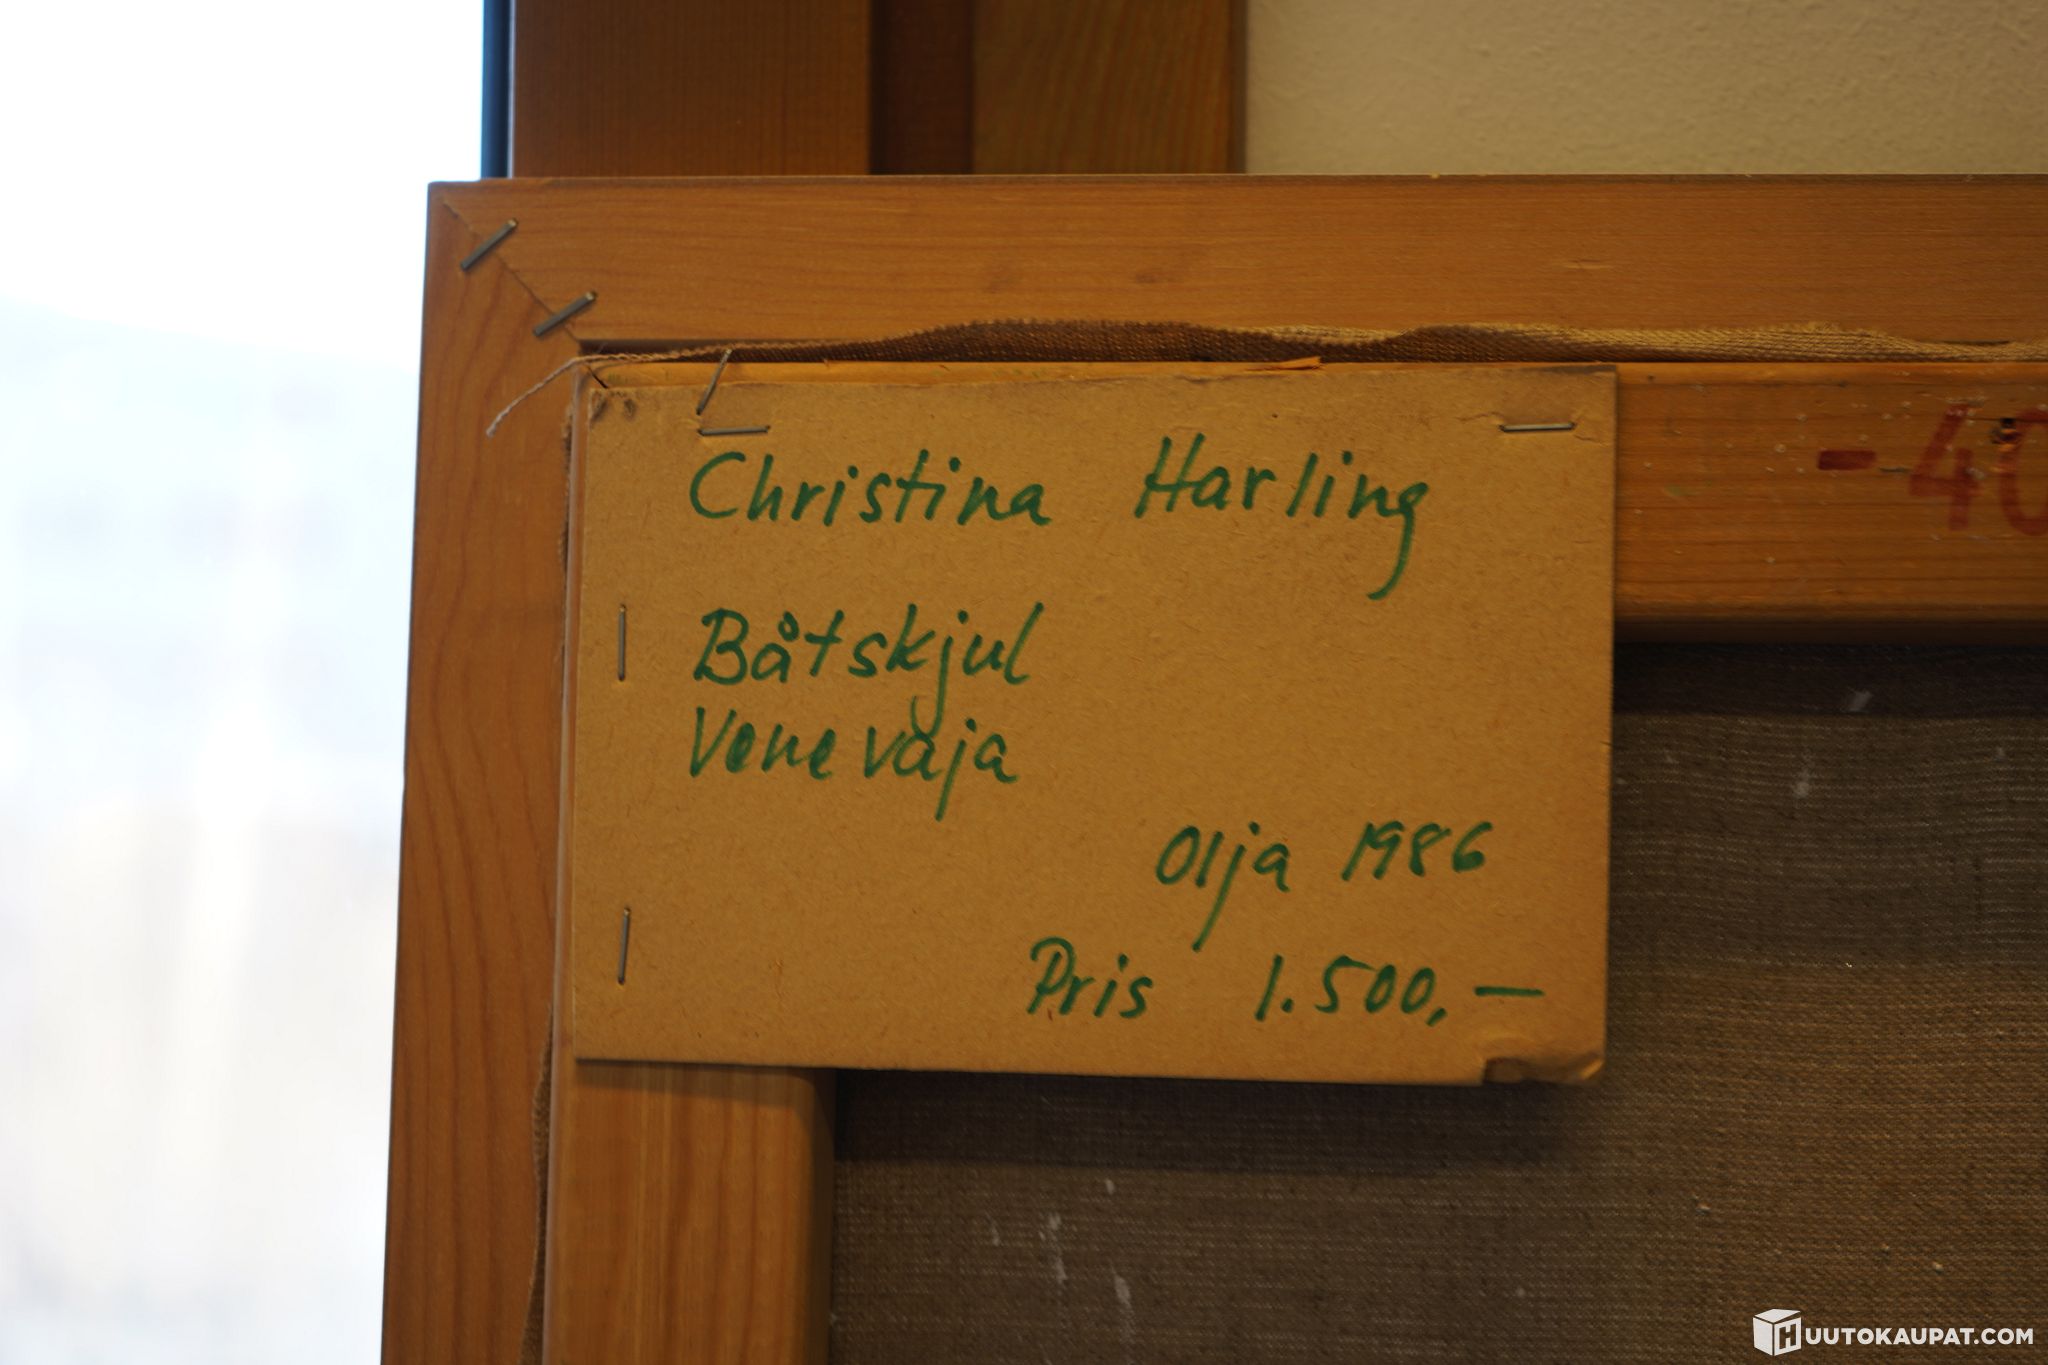 Christina Harling
Båtskjul
Venevaja
Olja 1986
Pris 1.500,—
-40
HUUTOKAUPAT.COM